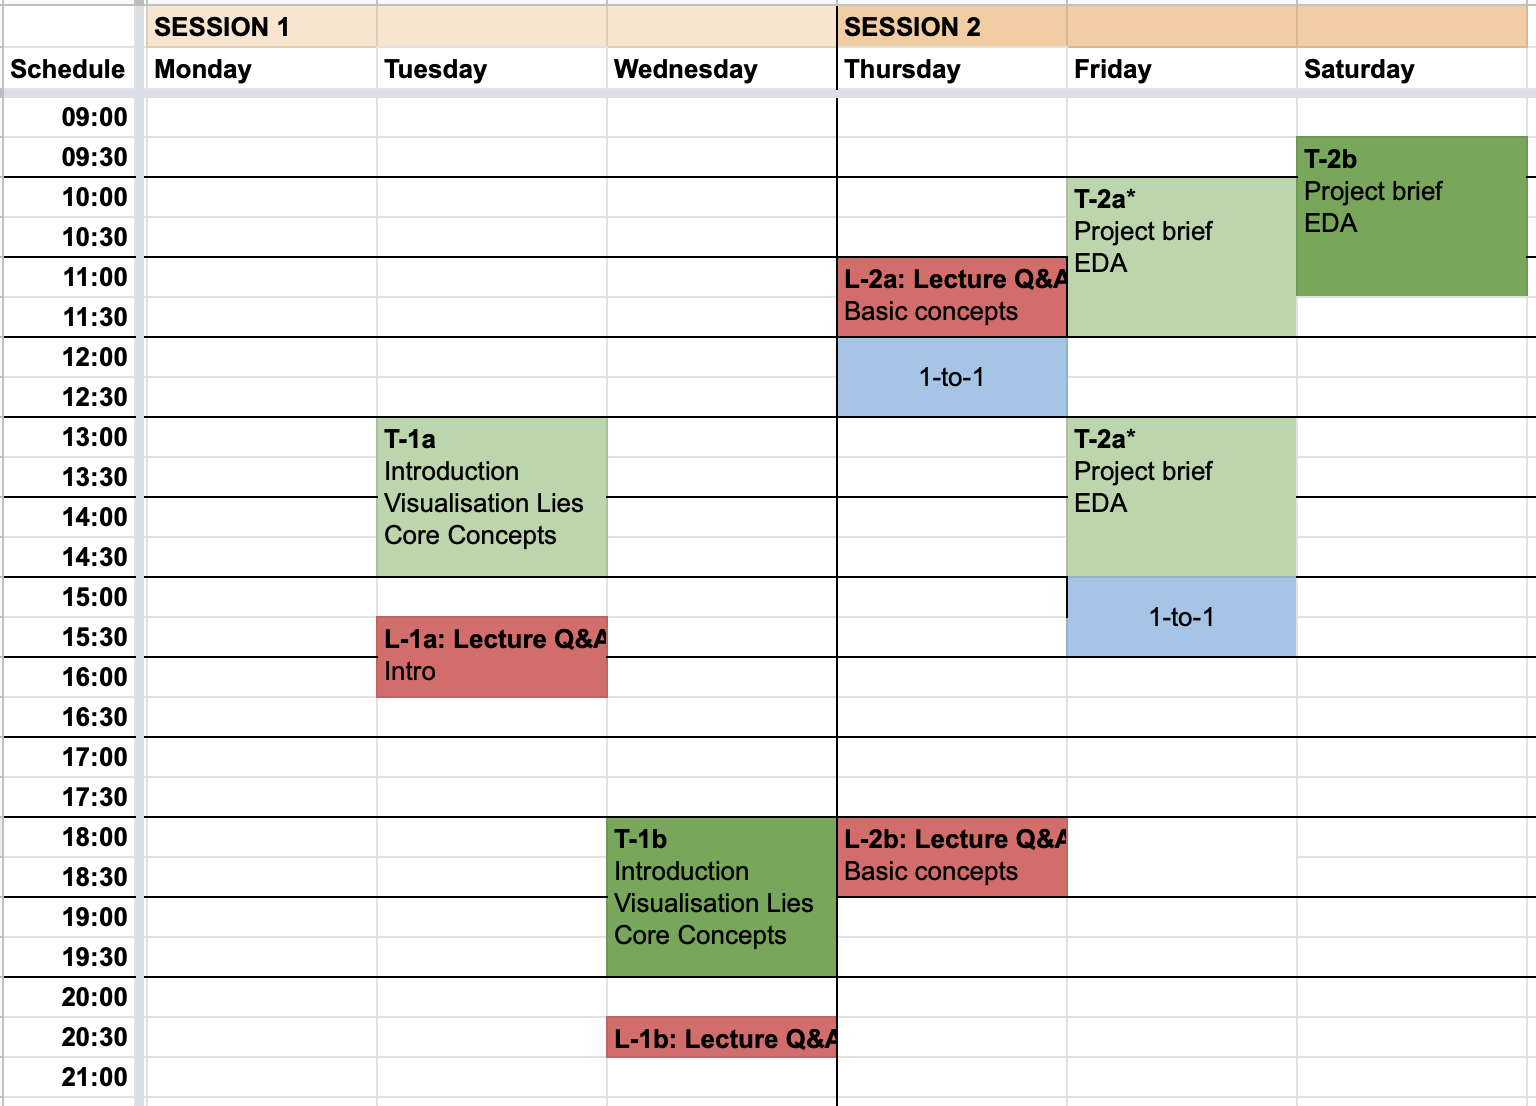 SESSION 1 SESSION 2
Schedule Monday Tuesday Wednesday Thursday Friday Saturday
09:00
09:30
T-2b
Project brief
EDA
10:00
T-2a*
Project brief
EDA
10:30
11:00
L-2a: Lecture Q&A
Basic concepts
11:30
12:00
1-to-1
12:30
13:00
T-1a
Introduction
Visualisation Lies
Core Concepts
T-2a*
Project brief
EDA
13:30
14:00
14:30
15:00
1-to-1
15:30
L-1a: Lecture Q&A
Intro
16:00
16:30
17:00
17:30
18:00
T-1b
Introduction
Visualisation Lies
Core Concepts
L-2b: Lecture Q&A
Basic concepts
18:30
19:00
19:30
20:00
20:30
L-1b: Lecture Q&A
21:00